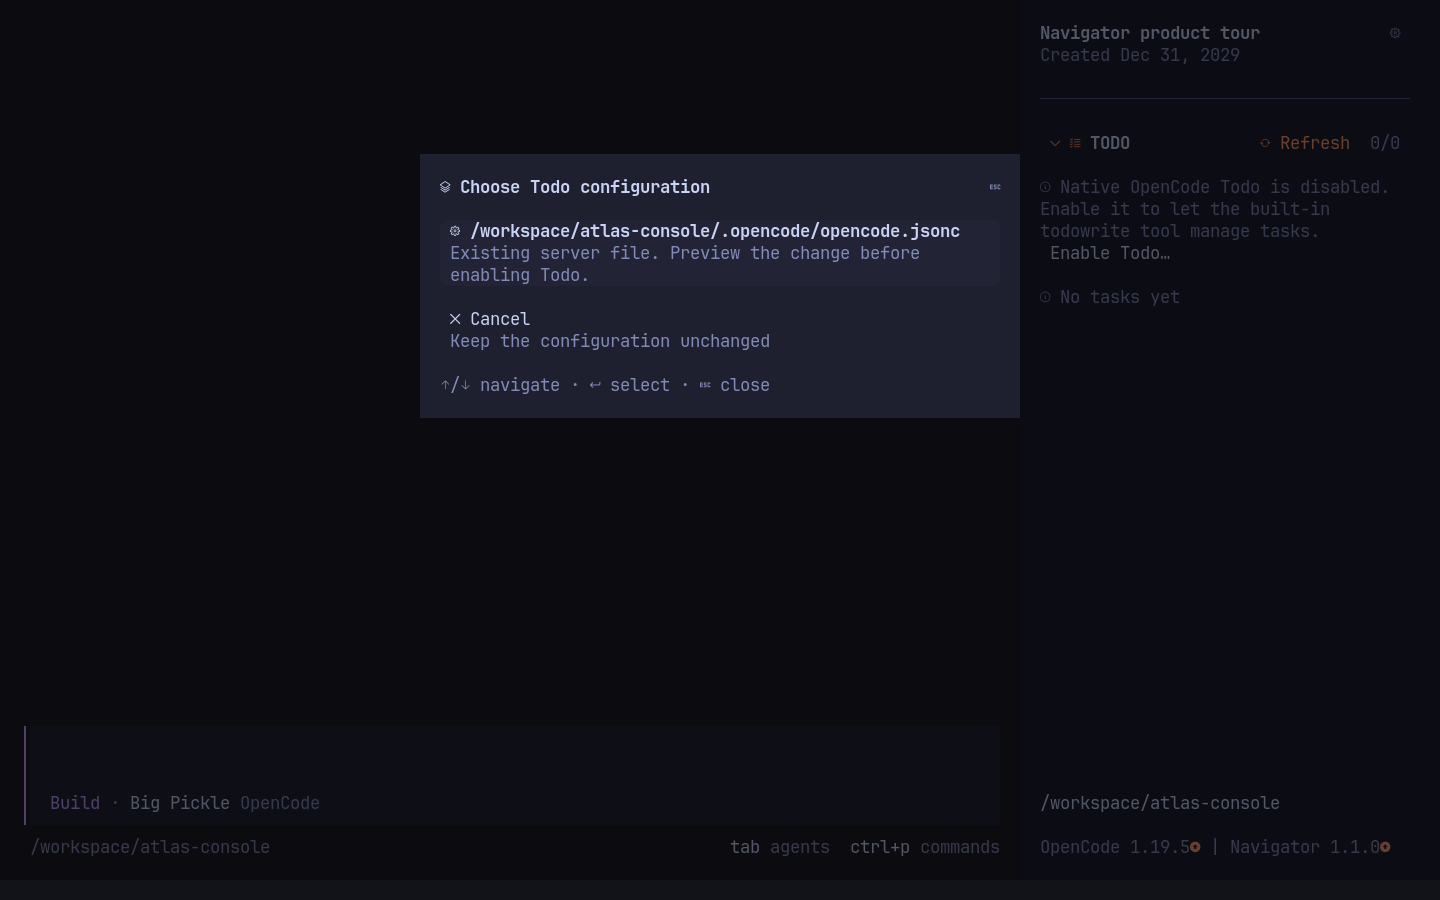 Navigator product tour
Created Dec 31, 2029
TODO Refresh 0/0
Native OpenCode Todo is disabled.
Enable it to let the built-in
todowrite tool manage tasks.
Enable Todo…
No tasks yet
Choose Todo configuration ESC
/workspace/atlas-console/.opencode/opencode.jsonc
Existing server file. Preview the change before
enabling Todo.
Cancel
Keep the configuration unchanged
↑/↓ navigate · ↵ select · ESC close
Build · Big Pickle OpenCode
/workspace/atlas-console tab agents ctrl+p commands
/workspace/atlas-console
OpenCode 1.19.5 | Navigator 1.1.0